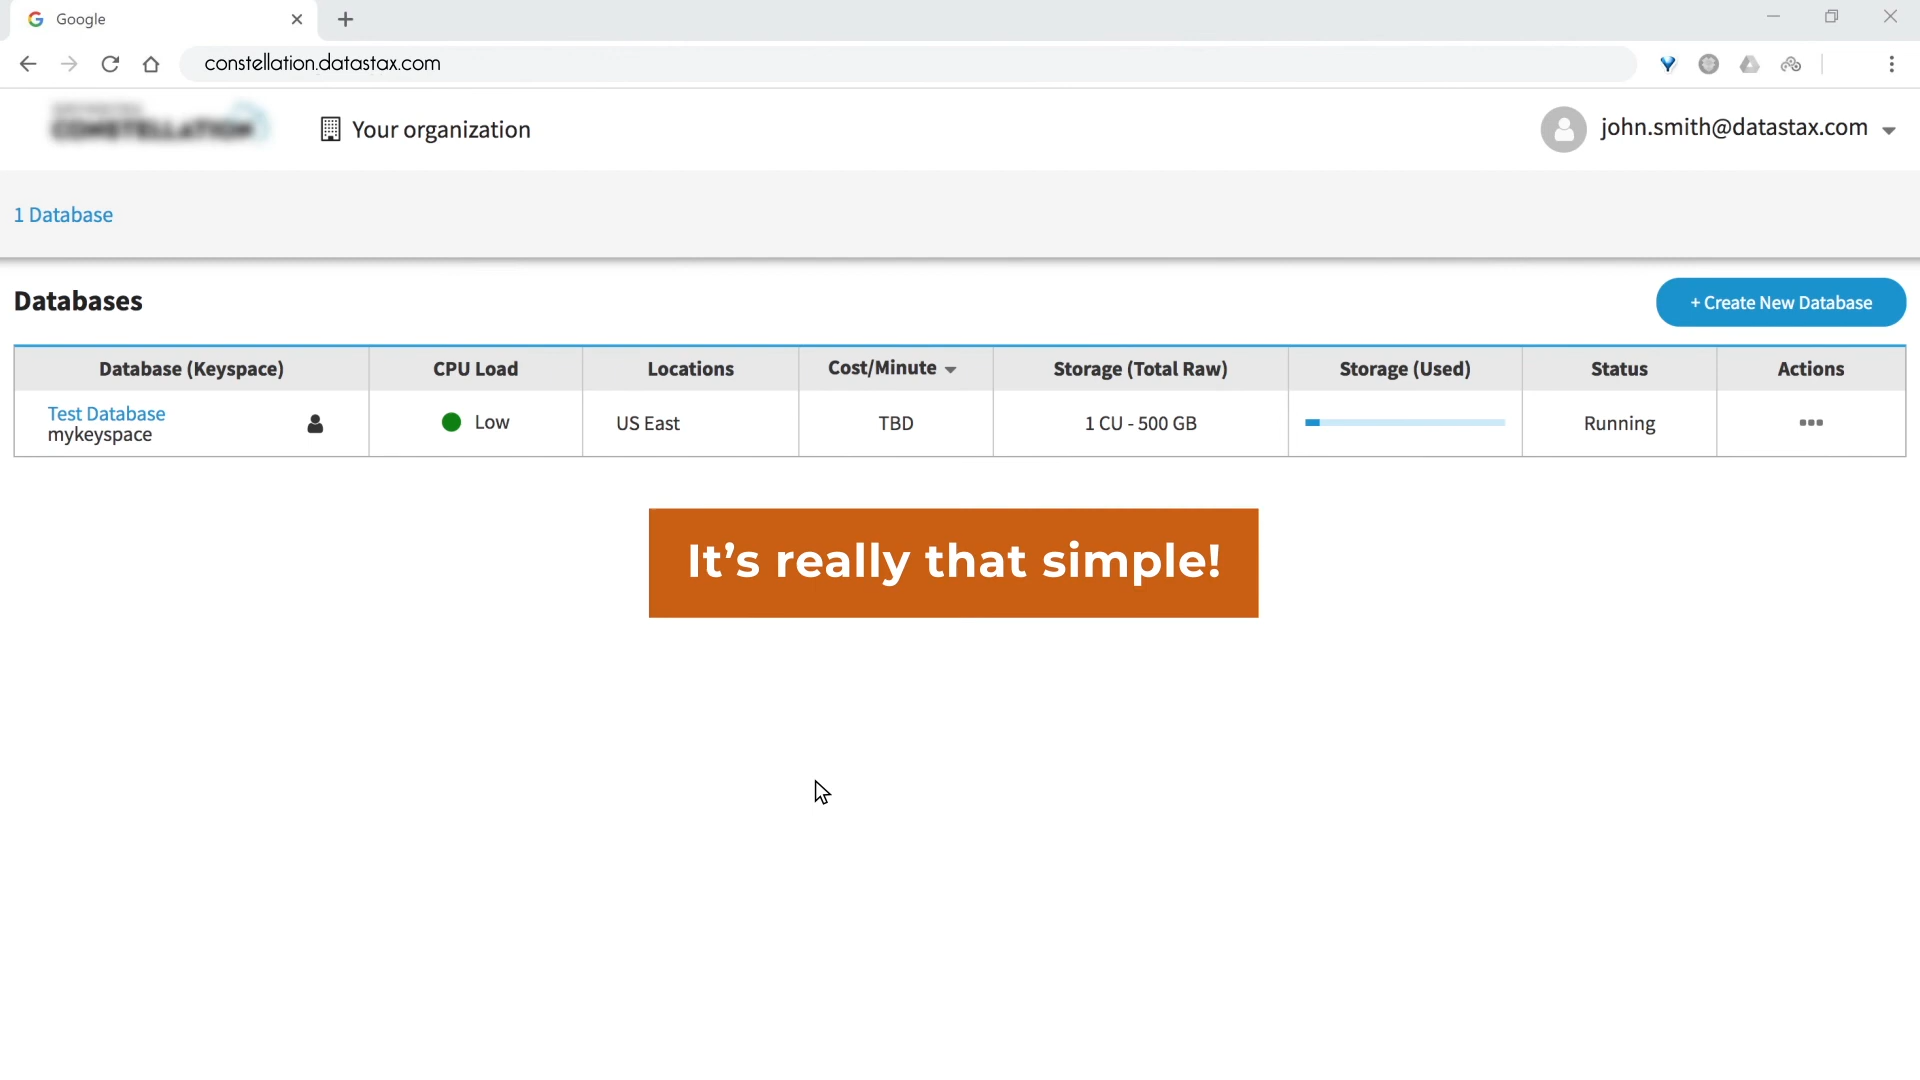 Google
constellation.datastax.com
CONSTELLATION
Your organization
john.smith@datastax.com
1 Database
Databases
+ Create New Database
Database (Keyspace)
CPU Load
Locations
Cost/Minute
Storage (Total Raw)
Storage (Used)
Status
Actions
Test Database
mykeyspace
Low
US East
TBD
1 CU - 500 GB
Running
It’s really that simple!